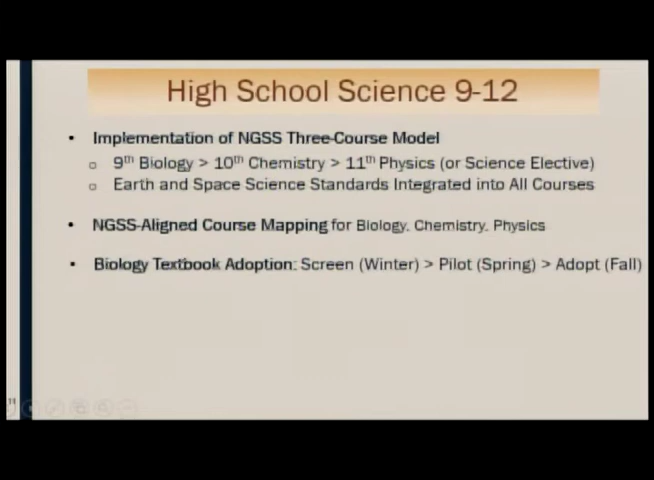 High School Science 9-12
• Implementation of NGSS Three-Course Model
o 9th Biology > 10th Chemistry > 11th Physics (or Science Elective)
o Earth and Space Science Standards Integrated into All Courses
• NGSS-Aligned Course Mapping for Biology, Chemistry, Physics
• Biology Textbook Adoption: Screen (Winter) > Pilot (Spring) > Adopt (Fall)